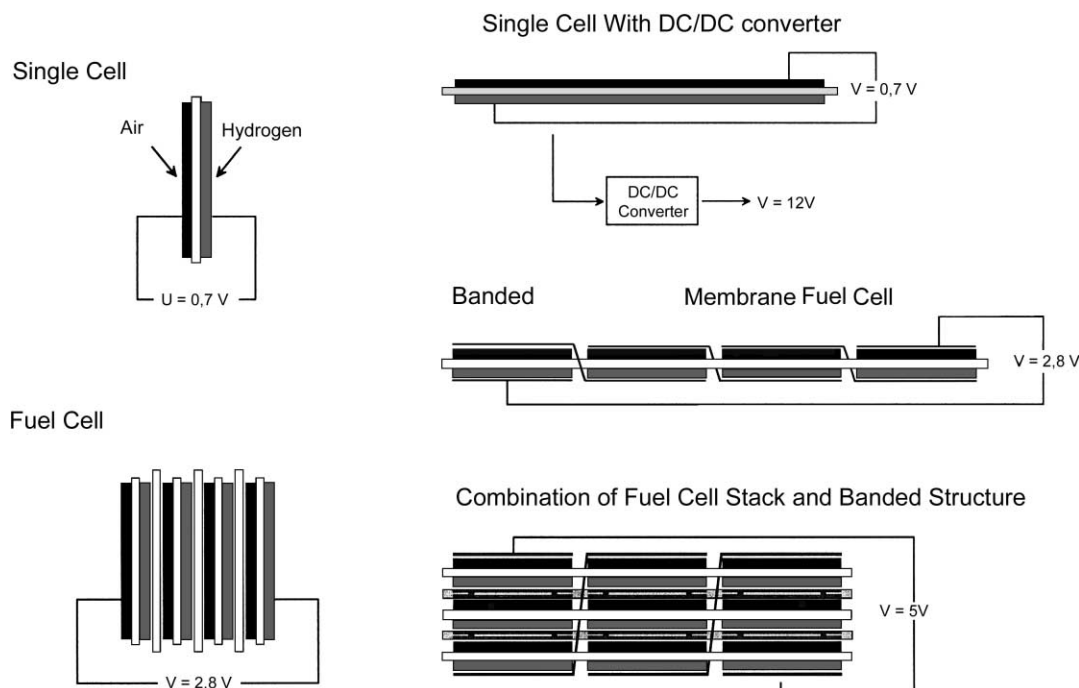 Single Cell
Air
Hydrogen
U = 0,7 V
Fuel Cell
V = 2,8 V
Single Cell With DC/DC converter
V = 0,7 V
DC/DC
Converter
V = 12V
Banded Membrane Fuel Cell
V = 2,8 V
Combination of Fuel Cell Stack and Banded Structure
V = 5V